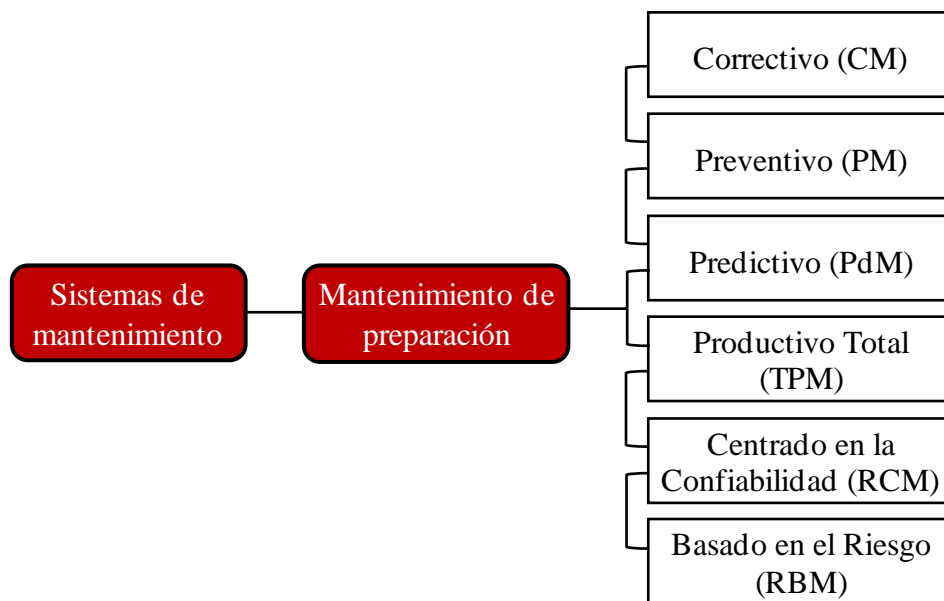 Sistemas de
mantenimiento
Mantenimiento de
preparación
Correctivo (CM)
Preventivo (PM)
Predictivo (PdM)
Productivo Total
(TPM)
Centrado en la
Confiabilidad (RCM)
Basado en el Riesgo
(RBM)